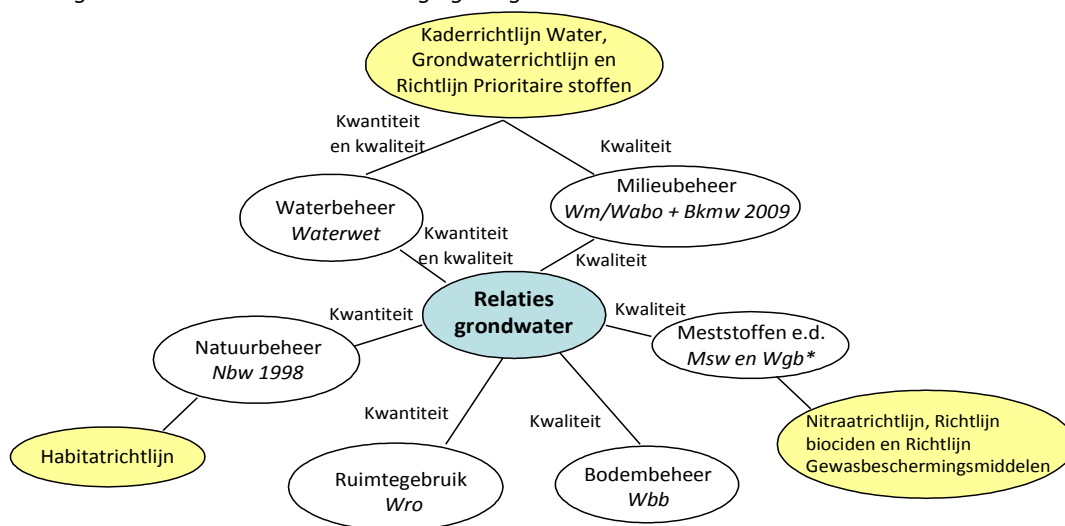 Kaderrichtlijn Water,
Grondwaterrichtlijn en
Richtlijn Prioritaire stoffen
Kwantiteit
en kwaliteit
Kwaliteit
Milieubeheer
Wm/Wabo + Bkmw 2009
Waterbeheer
Waterwet
Kwantiteit
en kwaliteit
Kwaliteit
Relaties
grondwater
Kwantiteit
Kwaliteit
Natuurbeheer
Nbw 1998
Meststoffen e.d.
Msw en Wgb*
Kwantiteit
Kwaliteit
Habitatrichtlijn
Nitraatrichtlijn, Richtlijn
biociden en Richtlijn
Gewasbeschermingsmiddelen
Ruimtegebruik
Wro
Bodembeheer
Wbb